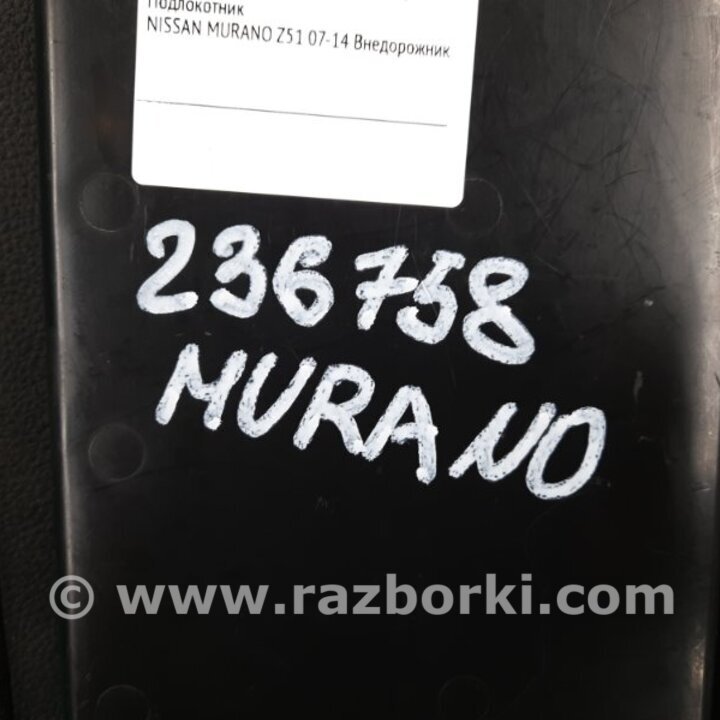 Подлокотник
NISSAN MURANO Z51 07-14 Внедорожник
236758
MURANO
© www.razborki.com